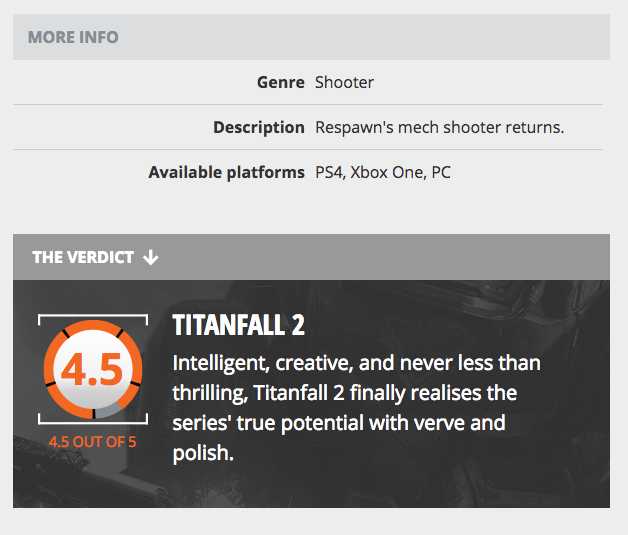 MORE INFO
Genre Shooter
Description Respawn's mech shooter returns.
Available platforms PS4, Xbox One, PC
THE VERDICT
4.5
4.5 OUT OF 5
TITANFALL 2
Intelligent, creative, and never less than
thrilling, Titanfall 2 finally realises the
series' true potential with verve and
polish.